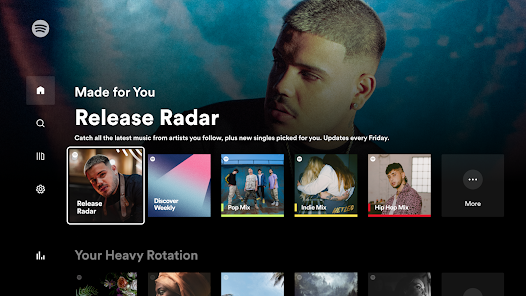 Made for You
Release Radar
Catch all the latest music from artists you follow, plus new singles picked for you. Updates every Friday.
Release
Radar
Discover
Weekly
Pop Mix
Indie Mix
Hip Hop Mix
More
Your Heavy Rotation